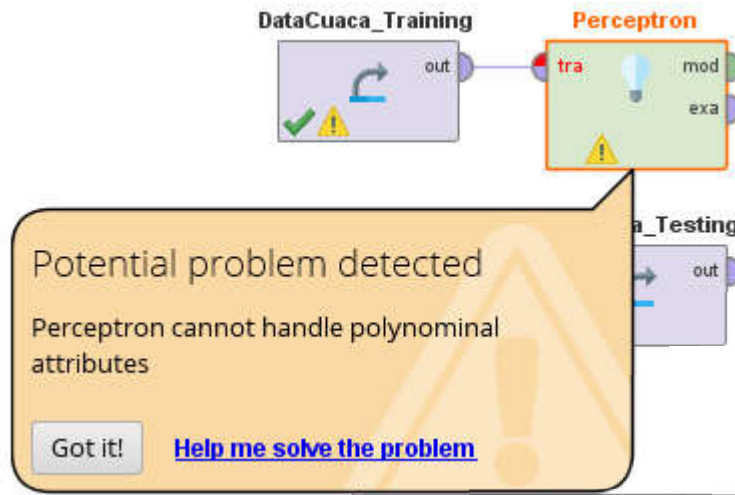 DataCuaca_Training
Perceptron
out
tra
mod
exa
a_Testing
out
Potential problem detected
Perceptron cannot handle polynominal
attributes
Got it!
Help me solve the problem